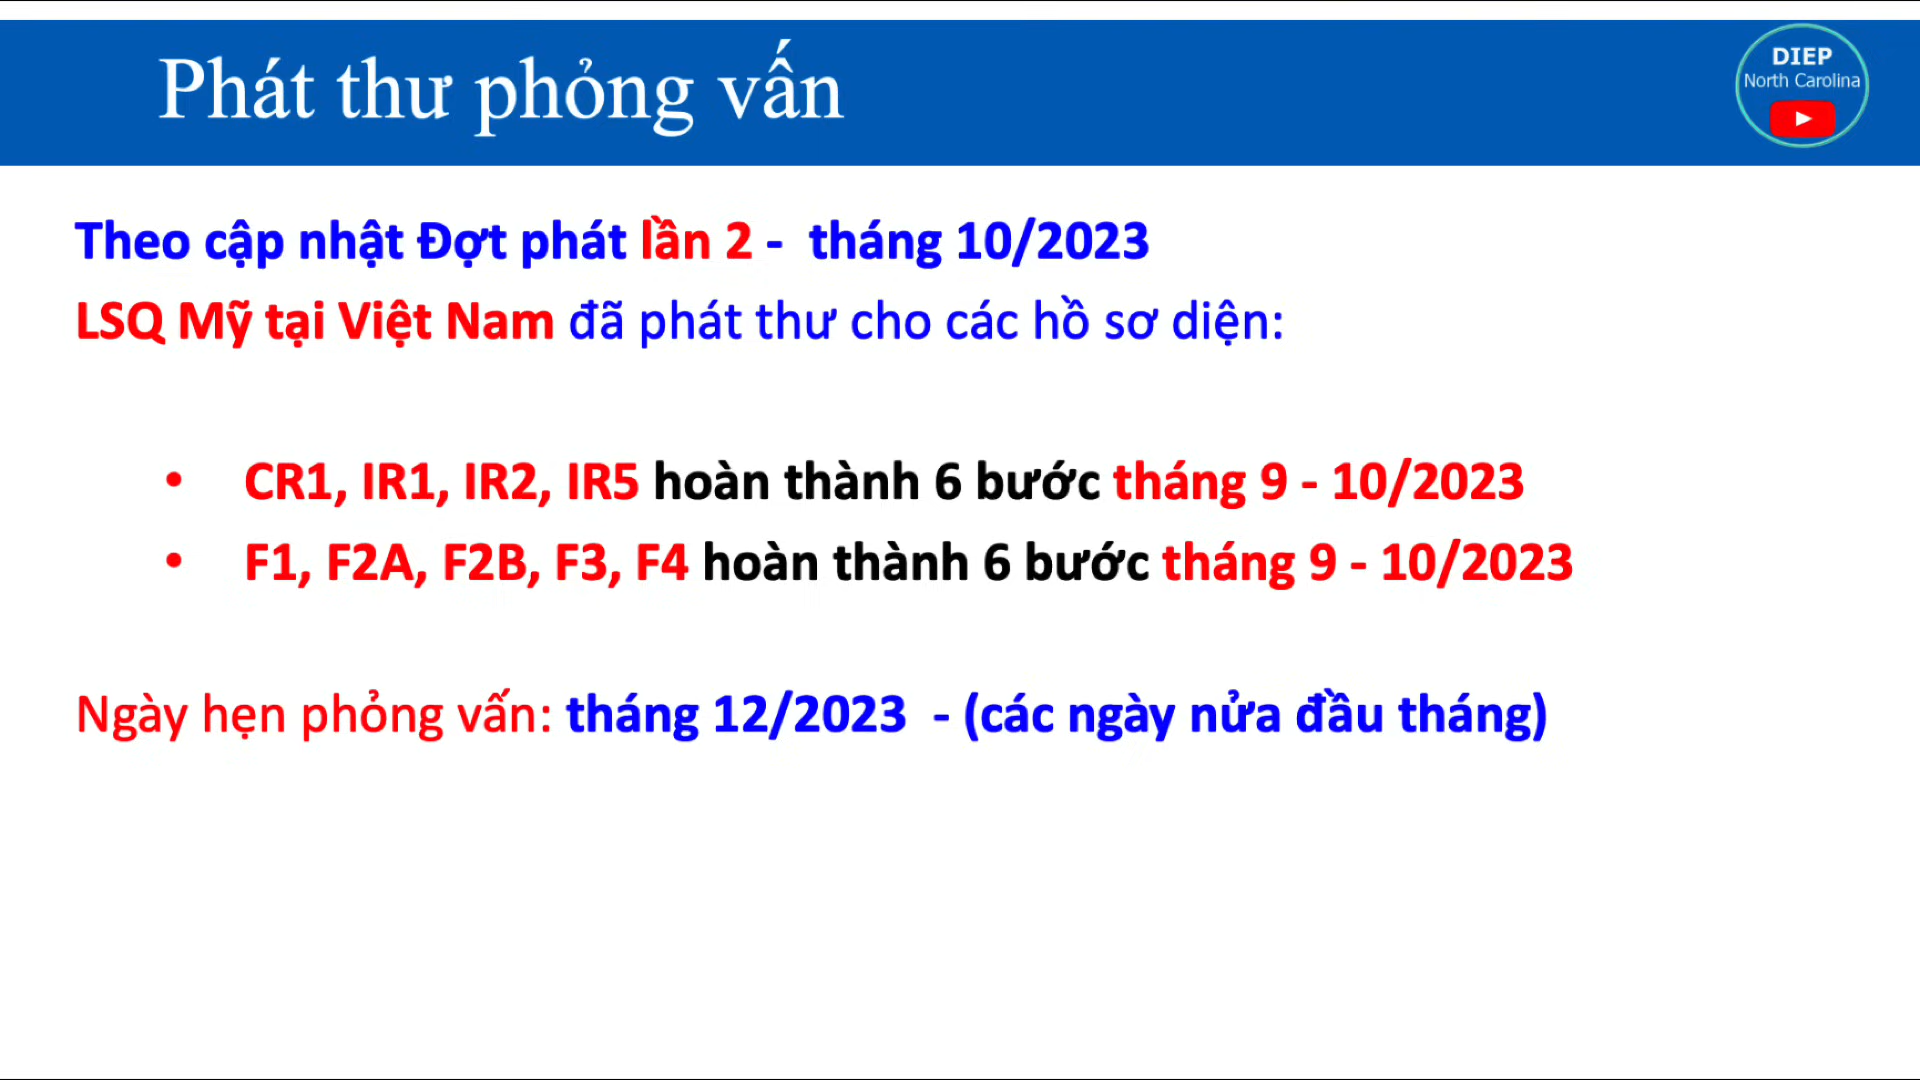 Phát thư phỏng vấn
DIEP
North Carolina
Theo cập nhật Đợt phát lần 2 - tháng 10/2023
LSQ Mỹ tại Việt Nam đã phát thư cho các hồ sơ diện:
• CR1, IR1, IR2, IR5 hoàn thành 6 bước tháng 9 - 10/2023
• F1, F2A, F2B, F3, F4 hoàn thành 6 bước tháng 9 - 10/2023
Ngày hẹn phỏng vấn: tháng 12/2023 - (các ngày nửa đầu tháng)